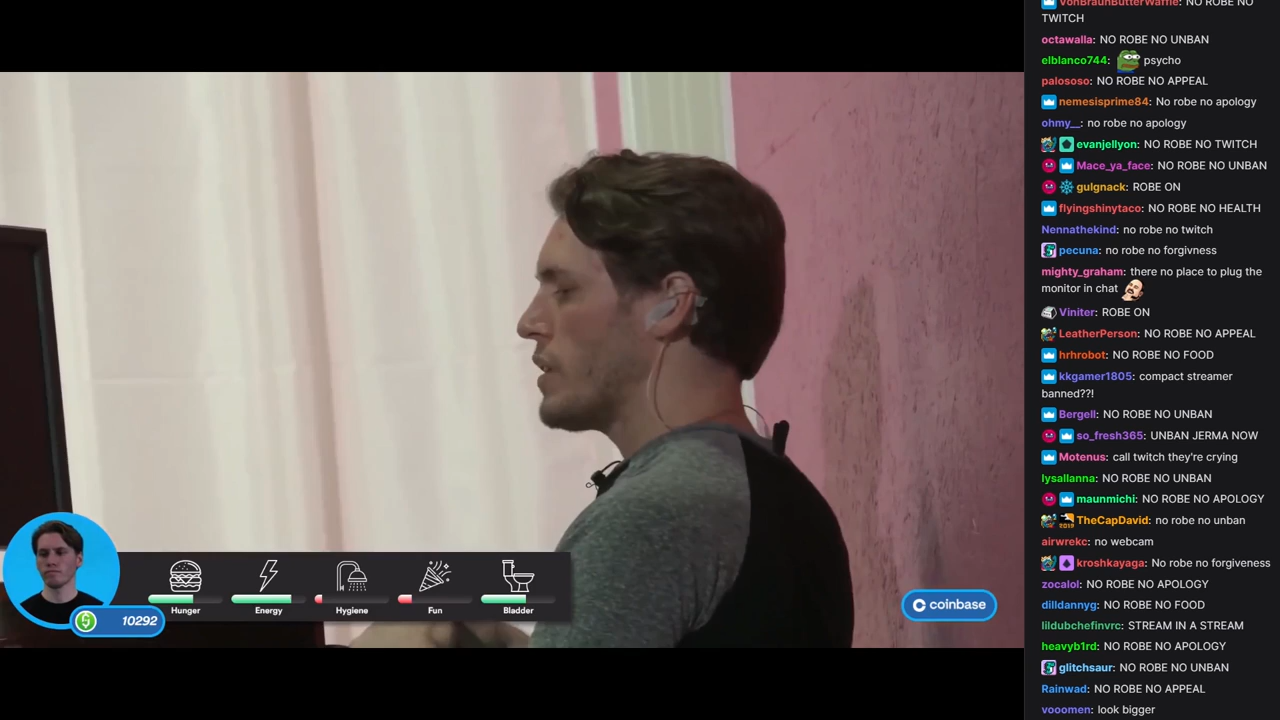 VonBraunButterWaffle: NO ROBE NO
TWITCH
octawalla: NO ROBE NO UNBAN
elblanco744: psycho
palososo: NO ROBE NO APPEAL
nemesisprime84: No robe no apology
ohmy__: no robe no apology
evanjellyon: NO ROBE NO TWITCH
Mace_ya_face: NO ROBE NO UNBAN
gulgnack: ROBE ON
flyingshinytaco: NO ROBE NO HEALTH
Nennathekind: no robe no twitch
pecuna: no robe no forgivness
mighty_graham: there no place to plug the
monitor in chat
Viniter: ROBE ON
LeatherPerson: NO ROBE NO APPEAL
hrhrobot: NO ROBE NO FOOD
kkgamer1805: compact streamer
banned??!
Bergell: NO ROBE NO UNBAN
so_fresh365: UNBAN JERMA NOW
Motenus: call twitch they're crying
lysallanna: NO ROBE NO UNBAN
maunmichi: NO ROBE NO APOLOGY
TheCapDavid: no robe no unban
airwrekc: no webcam
kroshkayaga: No robe no forgiveness
zocalol: NO ROBE NO APOLOGY
dilldannyg: NO ROBE NO FOOD
lildubchefinvrc: STREAM IN A STREAM
heavyb1rd: NO ROBE NO APOLOGY
glitchsaur: NO ROBE NO UNBAN
Rainwad: NO ROBE NO APPEAL
vooomen: look bigger
Hunger Energy Hygiene Fun Bladder
10292
coinbase